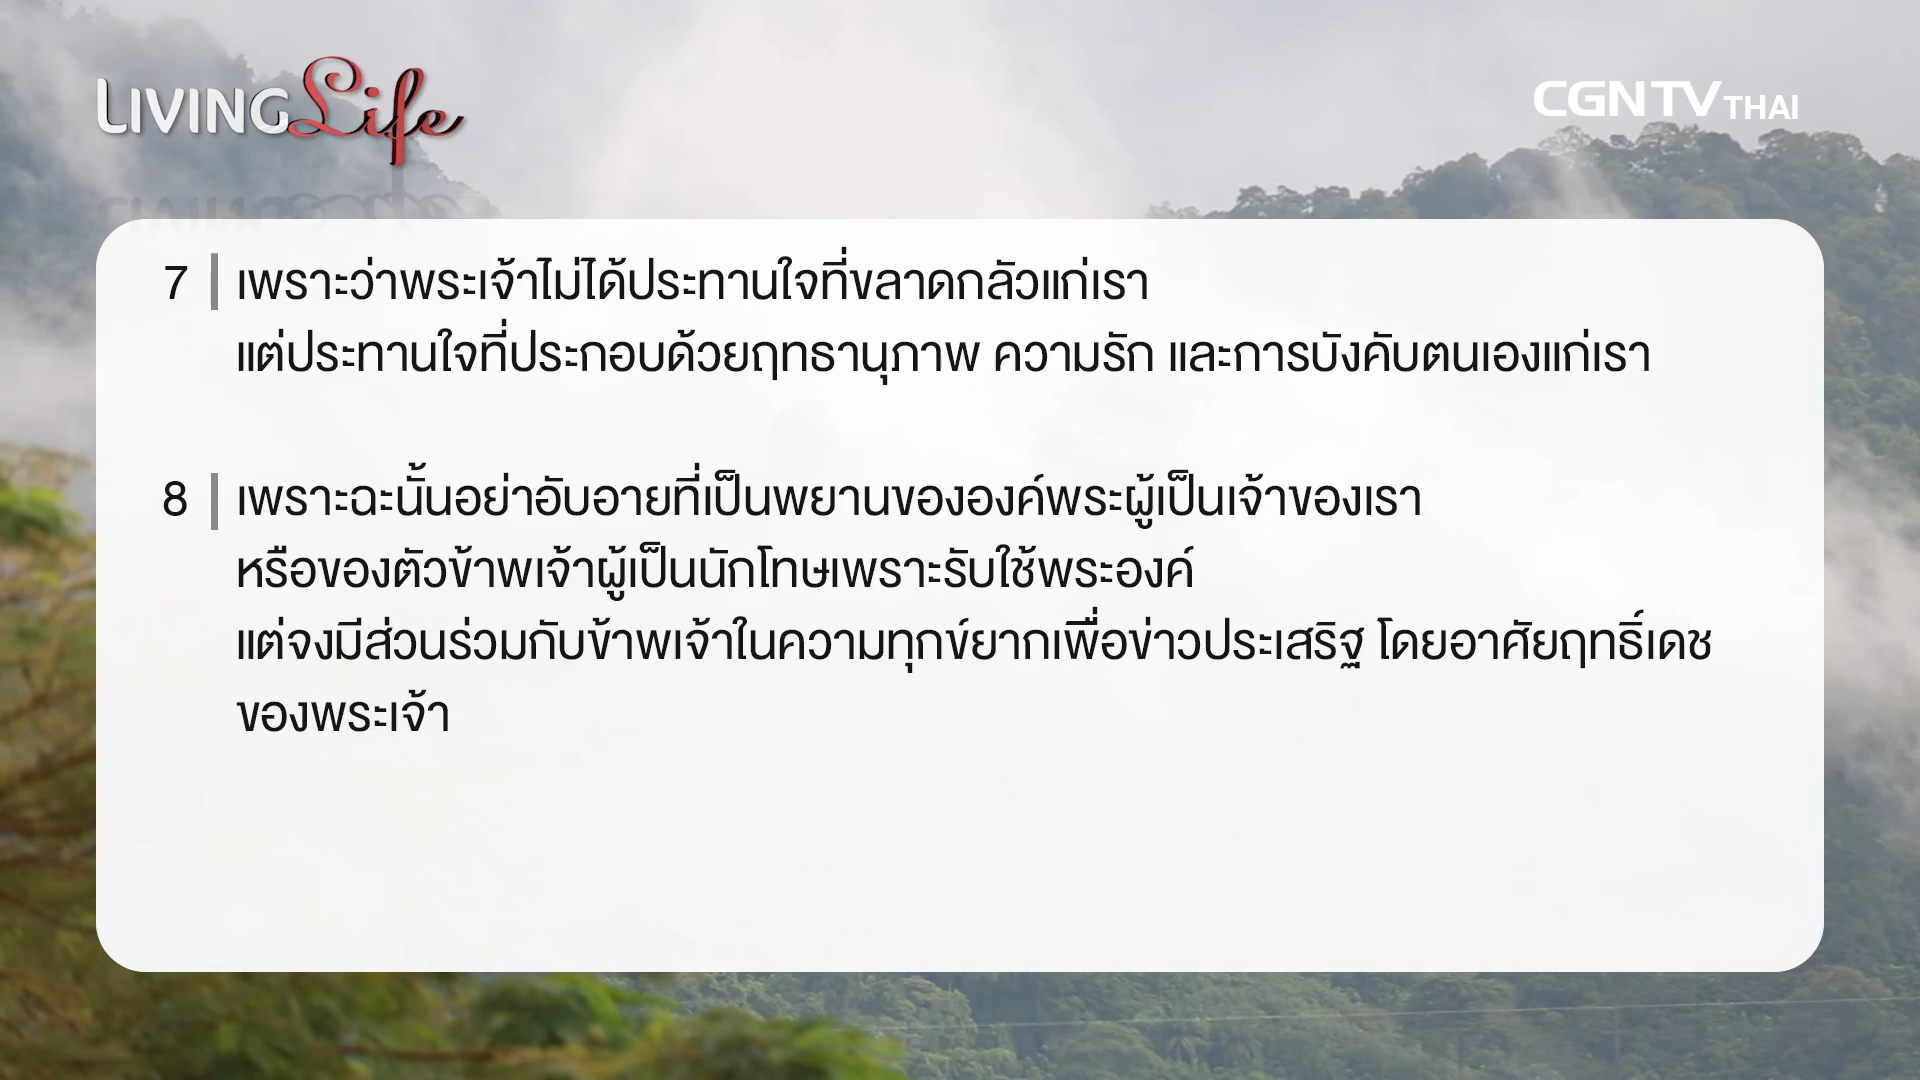 LIVING Life
CGNTV THAI
7 เพราะว่าพระเจ้าไม่ได้ประทานใจที่ขลาดกลัวแก่เรา
แต่ประทานใจที่ประกอบด้วยฤทธานุภาพ ความรัก และการบังคับตนเองแก่เรา
8 เพราะฉะนั้นอย่าอับอายที่เป็นพยานขององค์พระผู้เป็นเจ้าของเรา
หรือของตัวข้าพเจ้าผู้เป็นนักโทษเพราะรับใช้พระองค์
แต่จงมีส่วนร่วมกับข้าพเจ้าในความทุกข์ยากเพื่อข่าวประเสริฐ โดยอาศัยฤทธิ์เดช
ของพระเจ้า